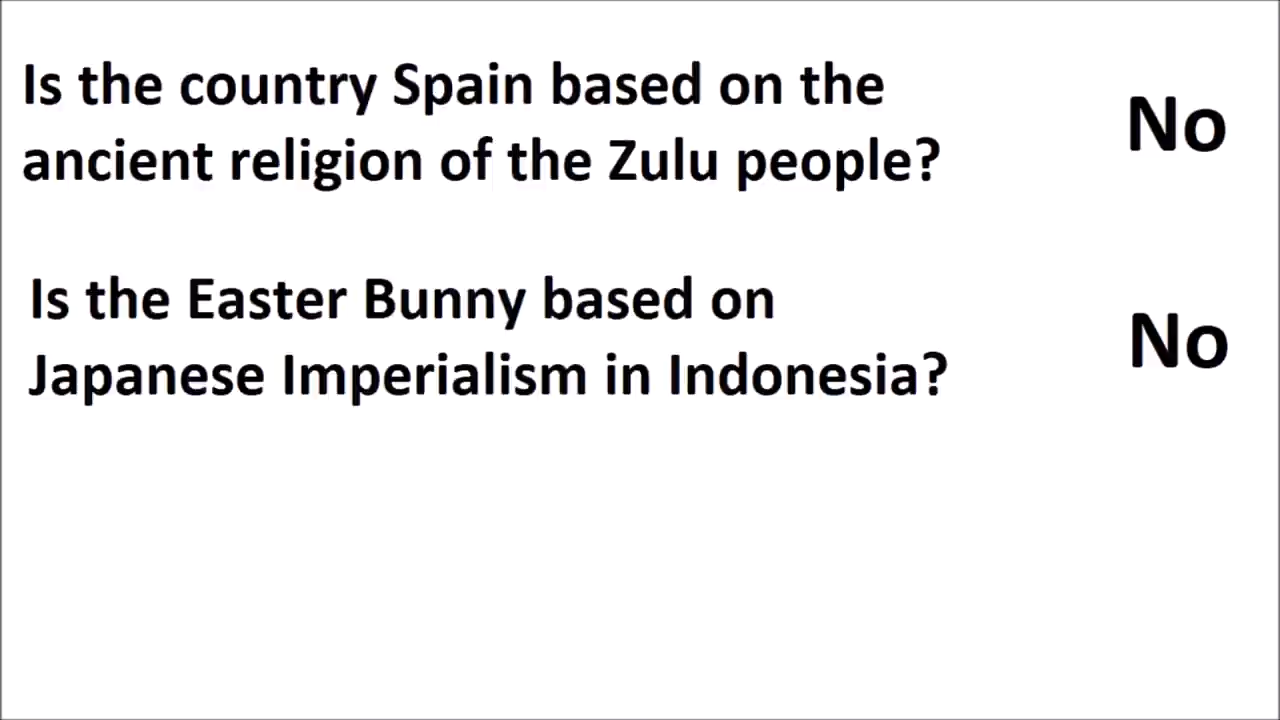 Is the country Spain based on the
ancient religion of the Zulu people?
No
Is the Easter Bunny based on
Japanese Imperialism in Indonesia?
No